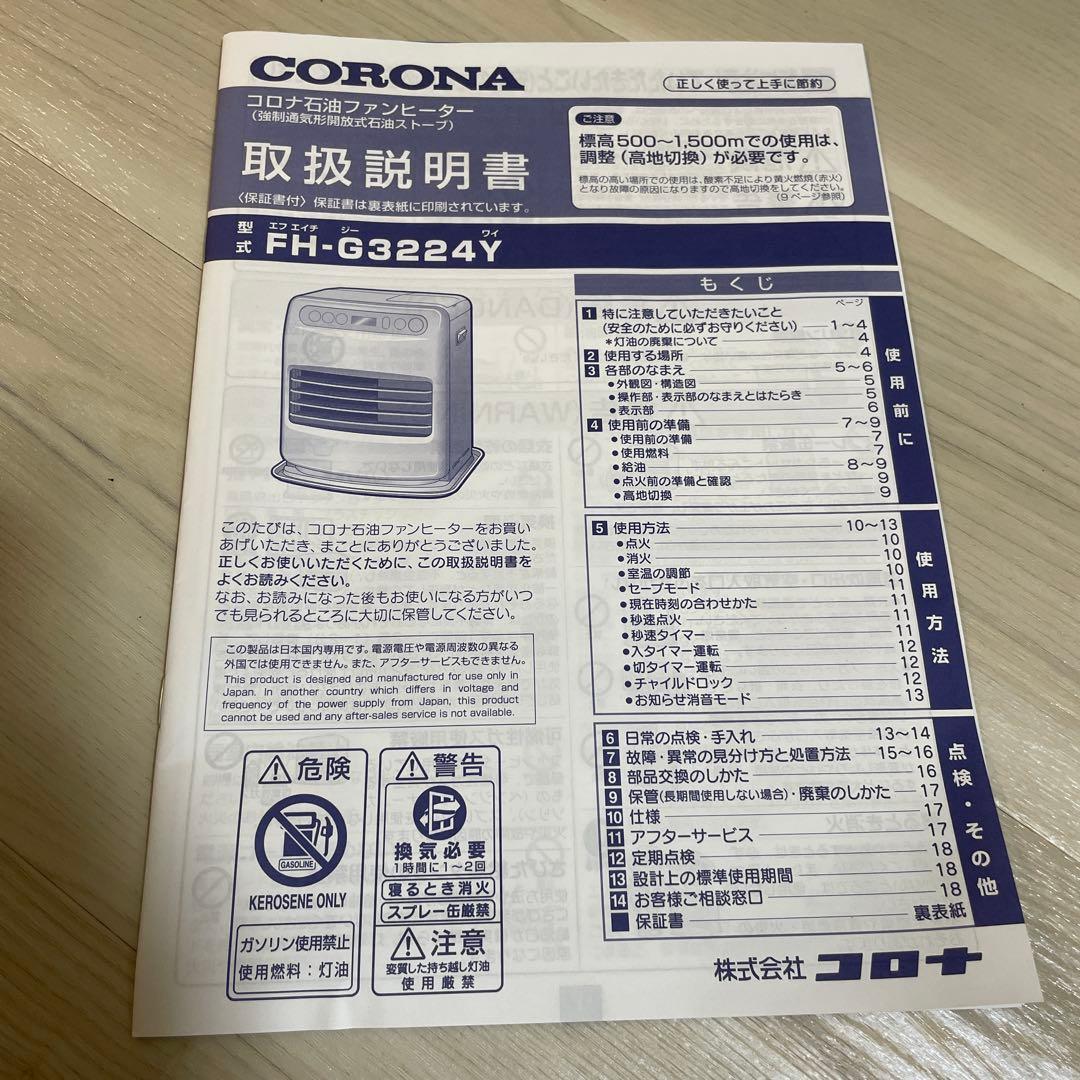 CORONA
正しく使って上手に節約
コロナ石油ファンヒーター
(強制通気形開放式石油ストーブ)
取扱説明書
〈保証書付〉保証書は裏表紙に印刷されています。
ご注意
標高500〜1,500mでの使用は、
調整(高地切換)が必要です。
標高の高い場所での使用は、酸素不足により黄火燃焼(赤火)
となり故障の原因になりますので高地切換をしてください。
(9ページ参照)
エフ エイチ ジー ワイ
型式 FH-G3224Y
このたびは、コロナ石油ファンヒーターをお買い
あげいただき、まことにありがとうございました。
正しくお使いいただくために、この取扱説明書を
よくお読みください。
なお、お読みになった後もお使いになる方がいつ
でも見られるところに大切に保管してください。
この製品は日本国内専用です。電源電圧や電源周波数の異なる
外国では使用できません。また、アフターサービスもできません。
This product is designed and manufactured for use only in
Japan. In another country which differs in voltage and
frequency of the power supply from Japan, this product
cannot be used and any after-sales service is not available.
危険
GASOLINE
KEROSENE ONLY
ガソリン使用禁止
使用燃料:灯油
警告
換気必要
1時間に1〜2回
寝るとき消火
スプレー缶厳禁
注意
変質した持ち越し灯油
使用厳禁
もくじ
ページ
1 特に注意していただきたいこと
(安全のために必ずお守りください) 1〜4
*灯油の廃棄について 4
2 使用する場所 4
3 各部のなまえ 5〜6
●外観図・構造図 5
●操作部・表示部のなまえとはたらき 5
●表示部 6
4 使用前の準備 7〜9
●使用前の準備 7
●使用燃料 7
●給油 8〜9
●点火前の準備と確認 9
●高地切換 9
使用前に
5 使用方法 10〜13
●点火 10
●消火 10
●室温の調節 10
●セーブモード 11
●現在時刻の合わせかた 11
●秒速点火 11
●秒速タイマー 11
●入タイマー運転 12
●切タイマー運転 12
●チャイルドロック 12
●お知らせ消音モード 13
使用方法
6 日常の点検・手入れ 13〜14
7 故障・異常の見分け方と処置方法 15〜16
8 部品交換のしかた 16
9 保管(長期間使用しない場合)・廃棄のしかた 17
10 仕様 17
11 アフターサービス 17
12 定期点検 18
13 設計上の標準使用期間 18
14 お客様ご相談窓口 18
■ 保証書 裏表紙
点検・その他
株式会社 コロナ